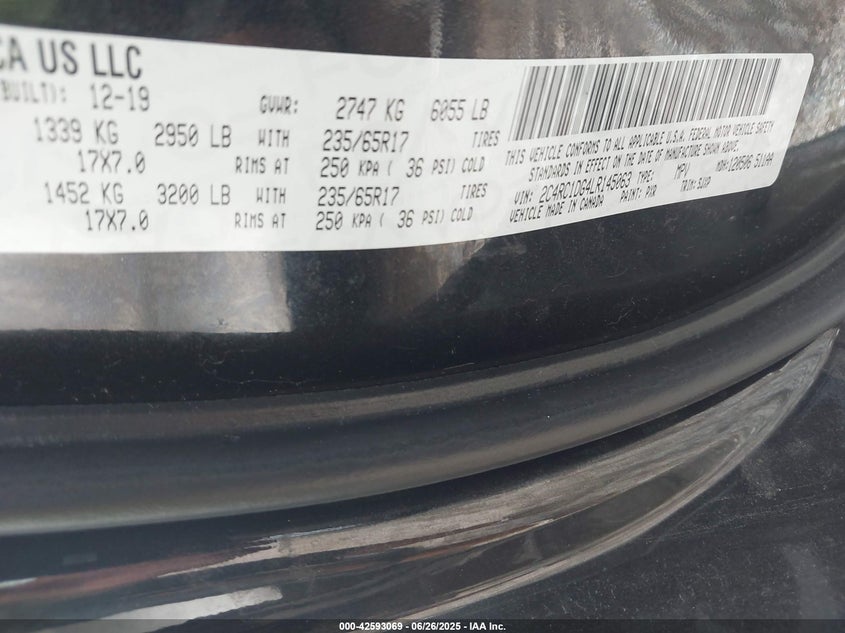 CA US LLC
BUILT): 12-19 GVWR: 2747 KG 6055 LB
1339 KG 2950 LB WITH 235/65R17 TIRES
17X7.0 RIMS AT 250 KPA ( 36 PSI) COLD
1452 KG 3200 LB WITH 235/65R17 TIRES
17X7.0 RIMS AT 250 KPA ( 36 PSI) COLD
THIS VEHICLE CONFORMS TO ALL APPLICABLE U.S.A. FEDERAL MOTOR VEHICLE SAFETY
STANDARDS IN EFFECT ON THE DATE OF MANUFACTURE SHOWN ABOVE.
VIN: 2C4RC1DG4LR145063 TYPE: MPV MDH:120506
VEHICLE MADE IN CANADA PAINT: PXR TRIM:
000-42593069 - 06/26/2025 - IAA Inc.